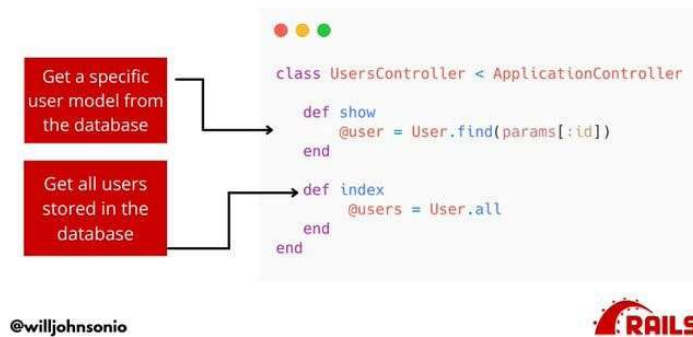 Get a specific
user model from
the database
Get all users
stored in the
database
class UsersController < ApplicationController
def show
@user = User.find(params[:id])
end
def index
@users = User.all
end
end
@willjohnsonio
RAILS